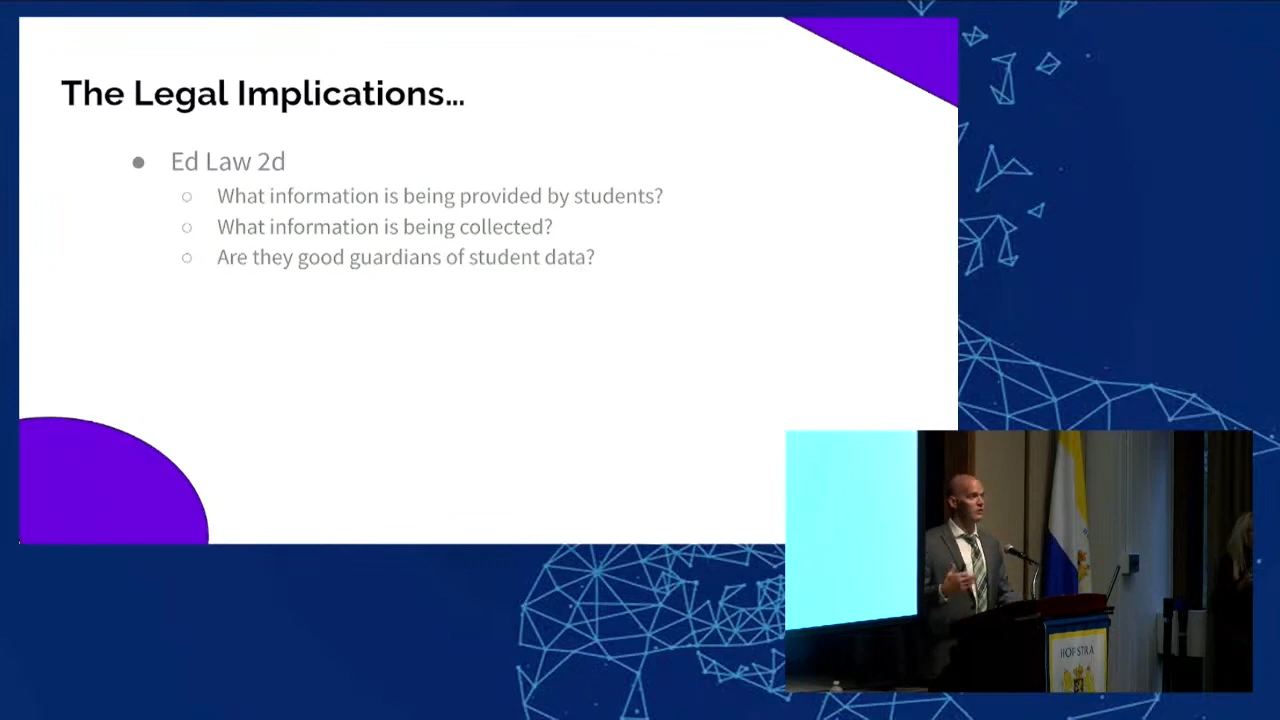 The Legal Implications...
Ed Law 2d
What information is being provided by students?
What information is being collected?
Are they good guardians of student data?
HOFSTRA